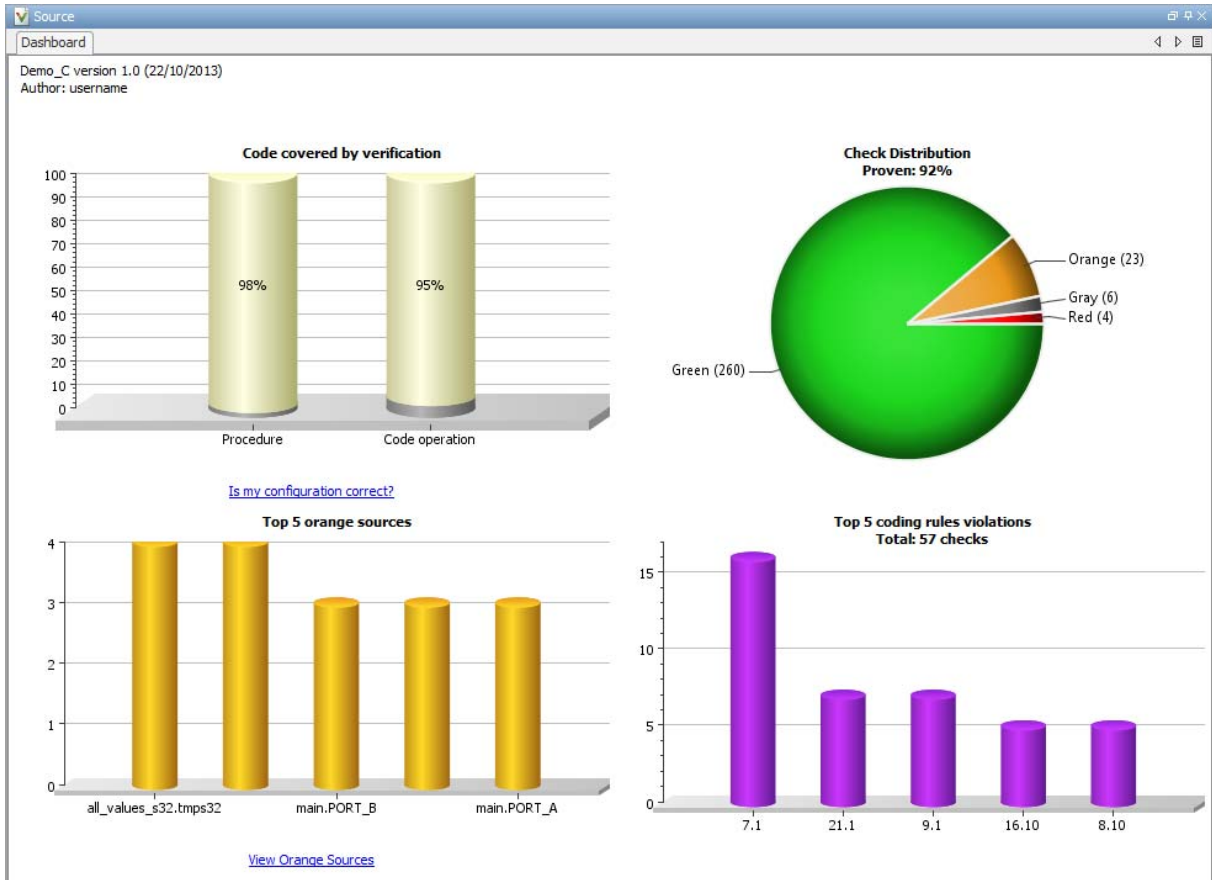 Source
Dashboard
Demo_C version 1.0 (22/10/2013)
Author: username
Code covered by verification
100
90
80
70
60
50
40
30
20
10
0
98%
95%
Procedure
Code operation
Is my configuration correct?
Check Distribution
Proven: 92%
Orange (23)
Gray (6)
Red (4)
Green (260)
Top 5 orange sources
4
3
2
1
0
all_values_s32.tmps32
main.PORT_B
main.PORT_A
View Orange Sources
Top 5 coding rules violations
Total: 57 checks
15
10
5
0
7.1
21.1
9.1
16.10
8.10